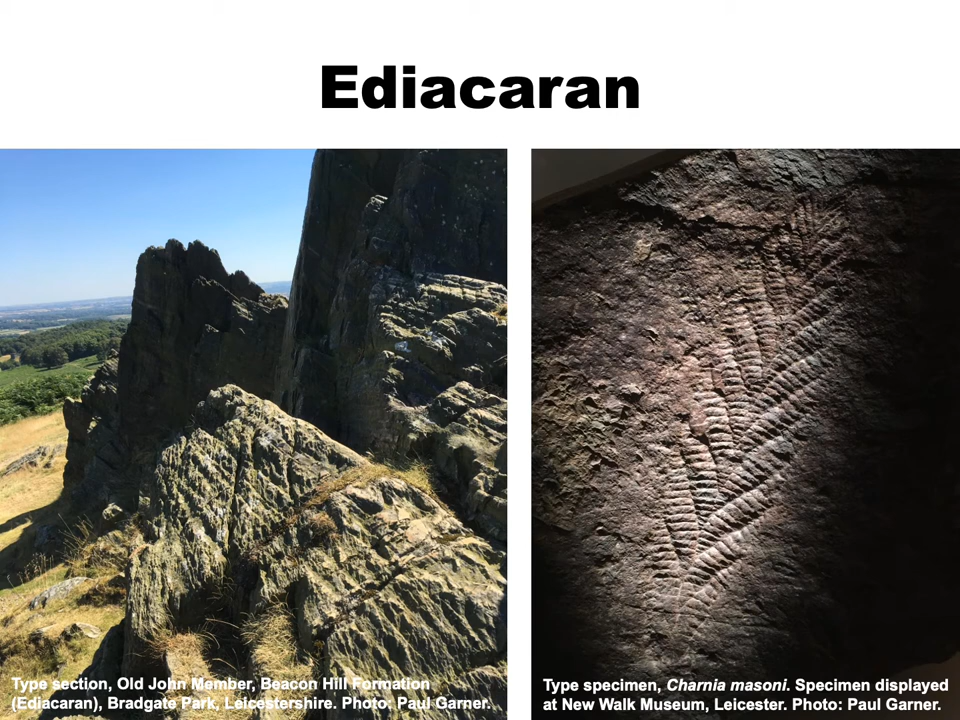 Ediacaran
Type section, Old John Member, Beacon Hill Formation
(Ediacaran), Bradgate Park, Leicestershire. Photo: Paul Garner.
Type specimen, Charnia masoni. Specimen displayed
at New Walk Museum, Leicester. Photo: Paul Garner.